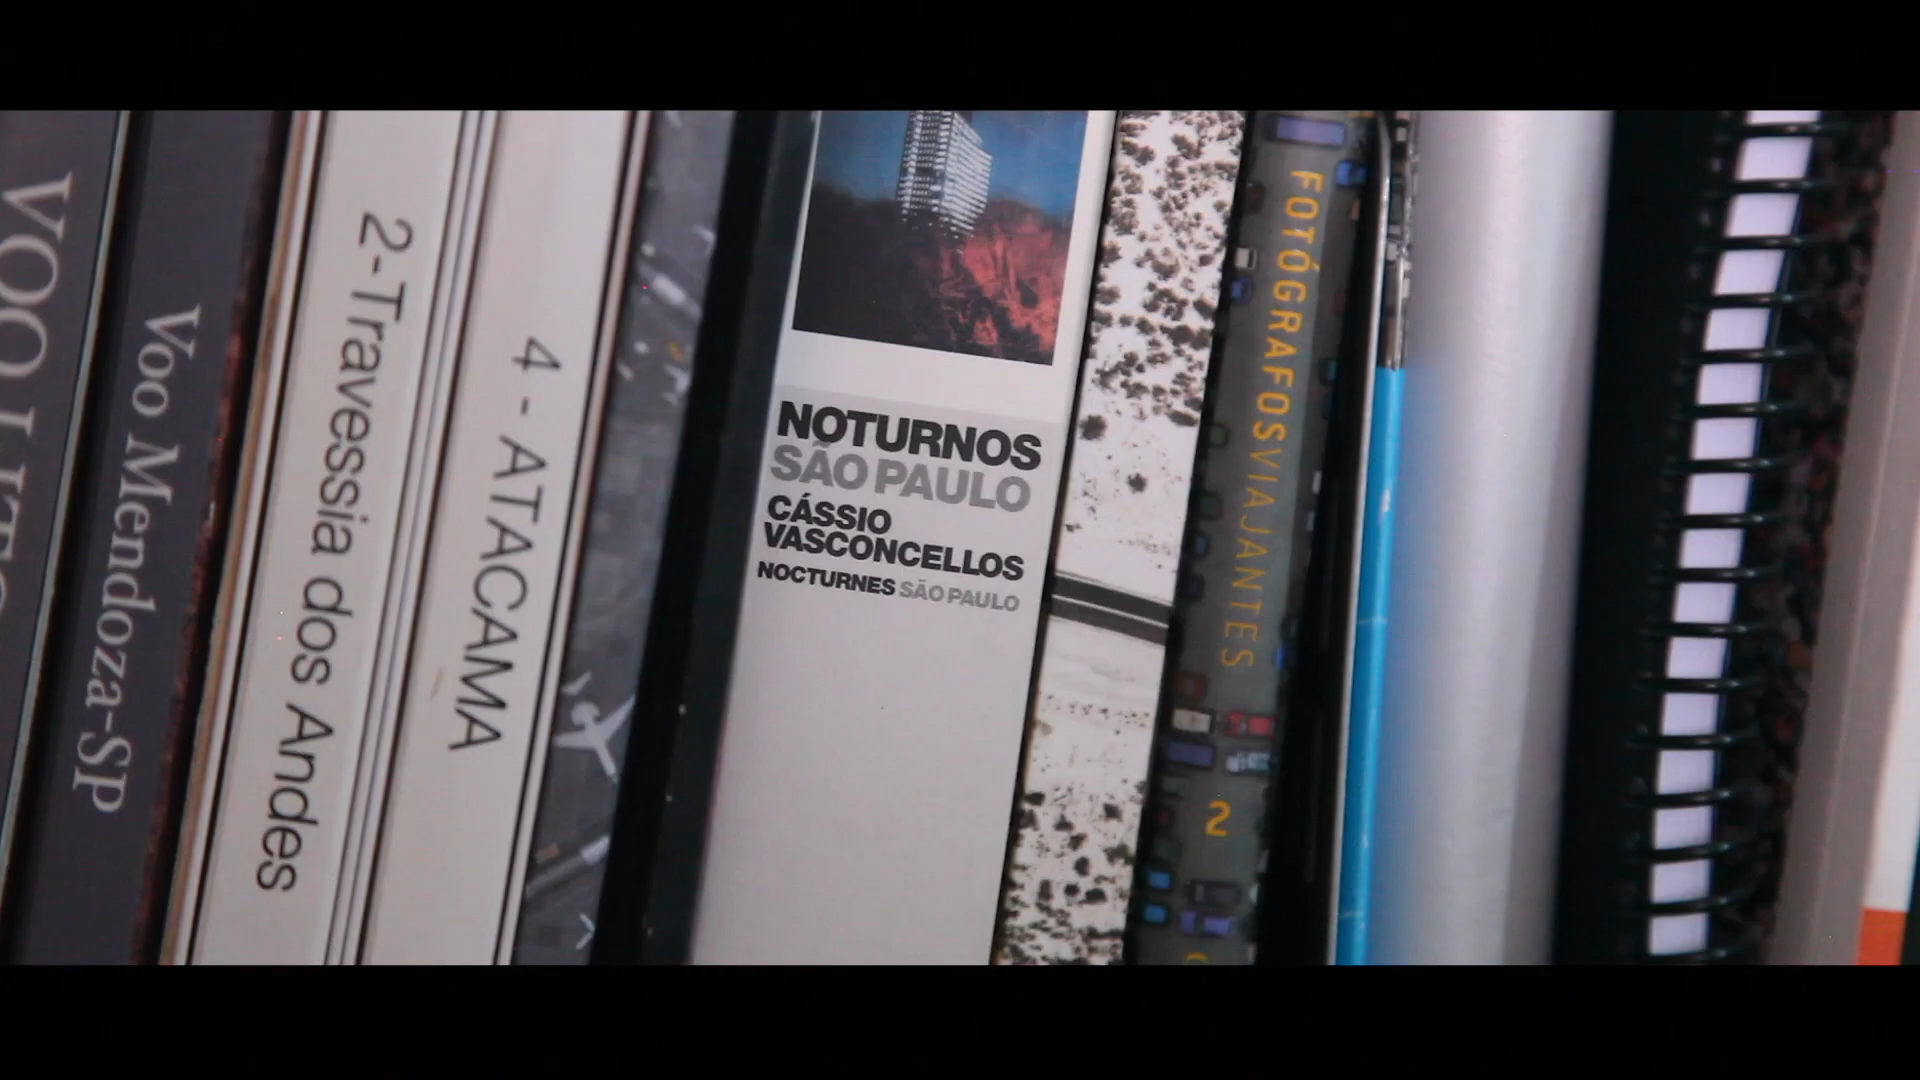 VOO
Voo Mendoza-SP
2-Travessia dos Andes
4 - ATACAMA
NOTURNOS
SÃO PAULO
CÁSSIO
VASCONCELLOS
NOCTURNES SÃO PAULO
FOTÓGRAFOSVIAJANTES
2